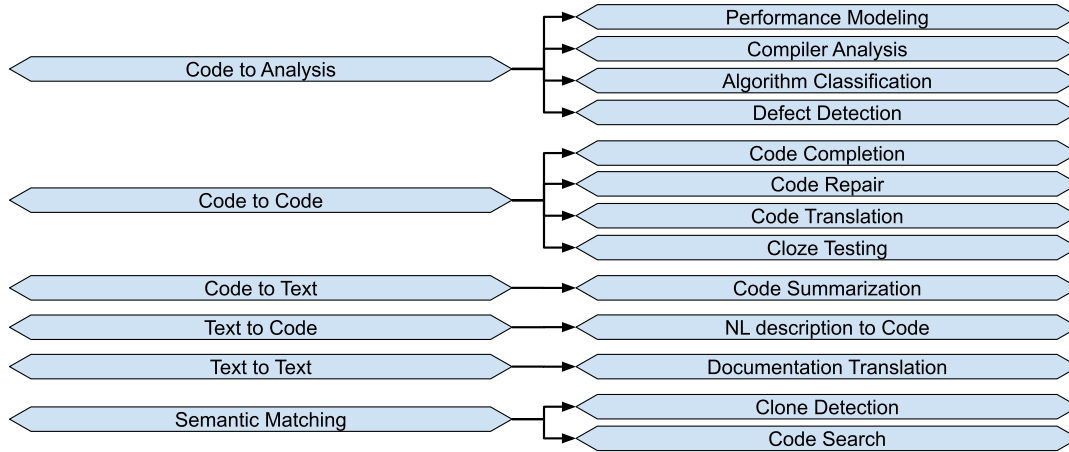 Code to Analysis
Performance Modeling
Compiler Analysis
Algorithm Classification
Defect Detection
Code to Code
Code Completion
Code Repair
Code Translation
Cloze Testing
Code to Text
Code Summarization
Text to Code
NL description to Code
Text to Text
Documentation Translation
Semantic Matching
Clone Detection
Code Search